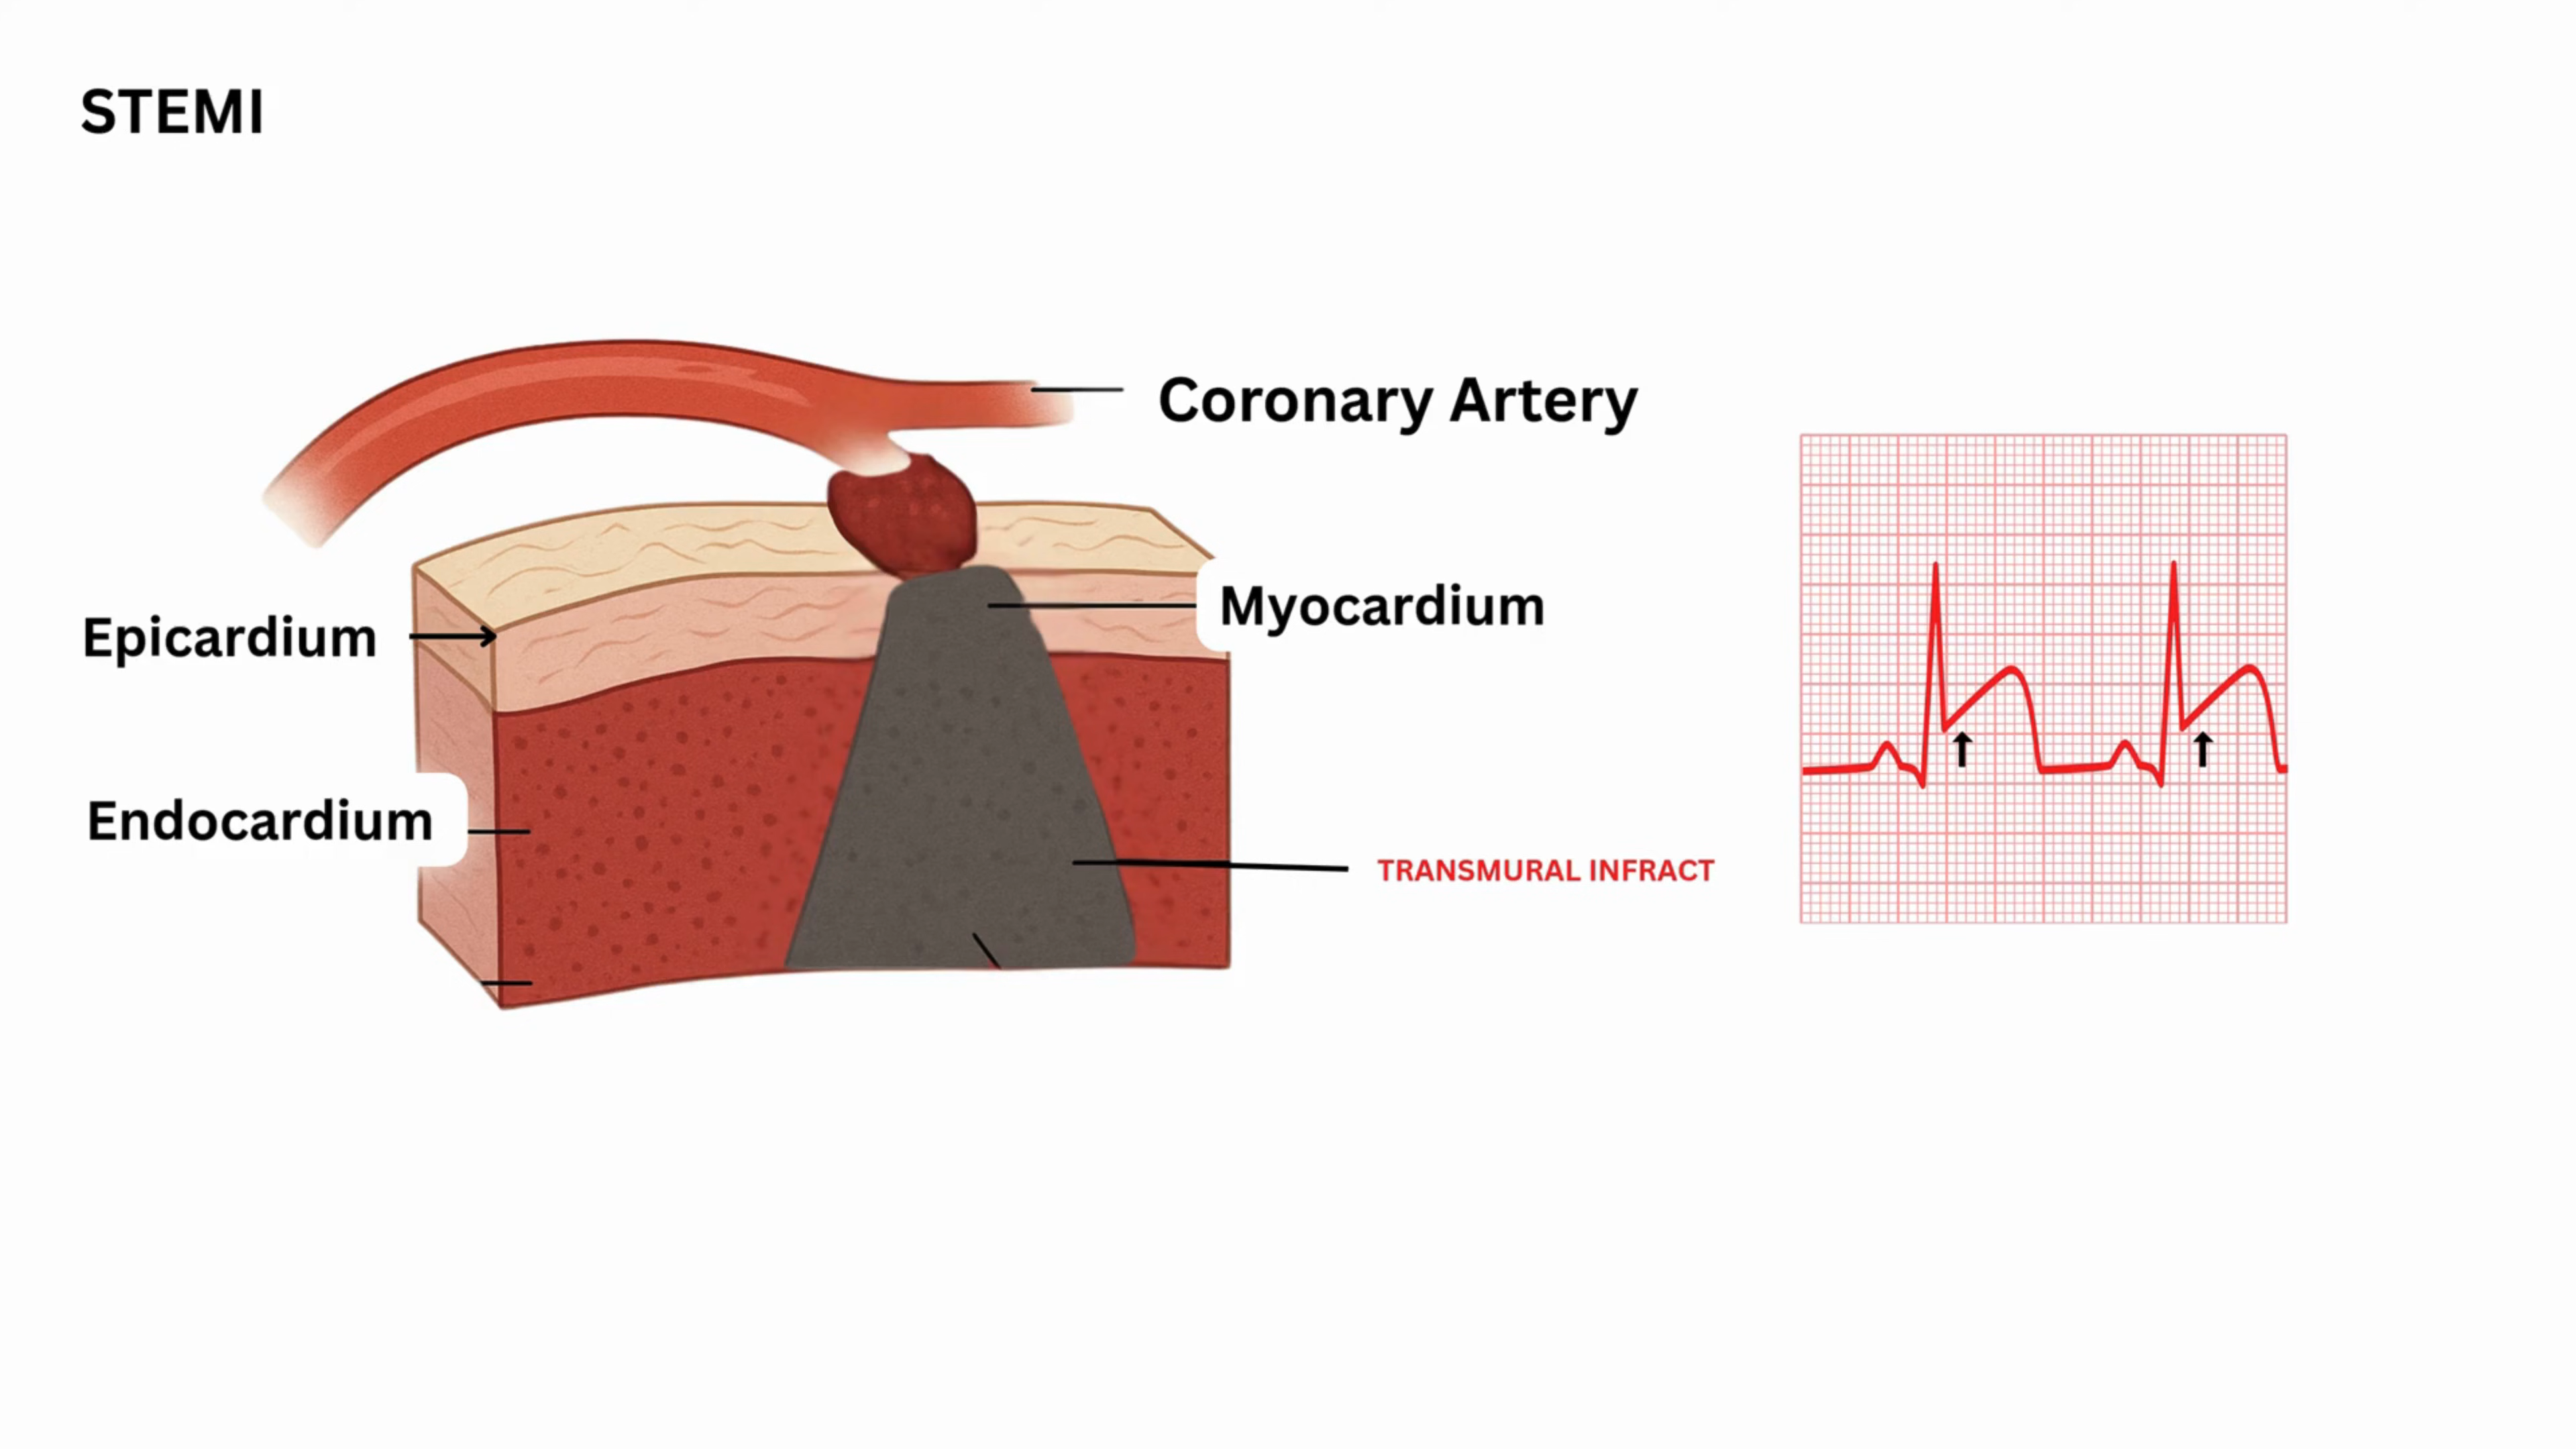 STEMI
Coronary Artery
Epicardium
Myocardium
Endocardium
TRANSMURAL INFRACT